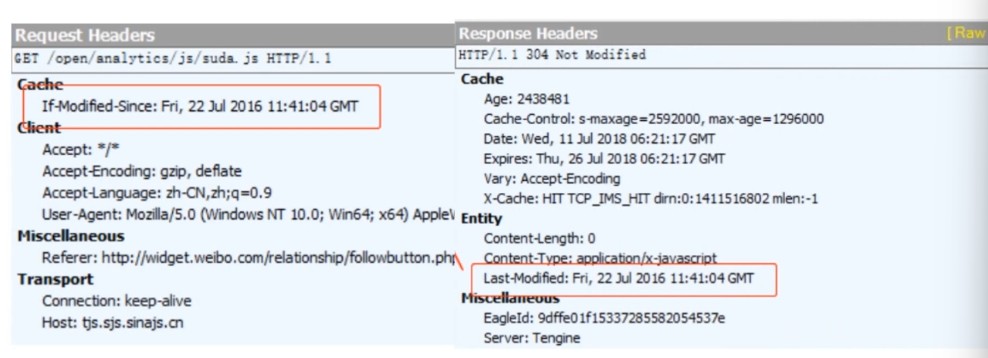 Request Headers
GET /open/analytics/js/suda.js HTTP/1.1
Cache
If-Modified-Since: Fri, 22 Jul 2016 11:41:04 GMT
Client
Accept: */*
Accept-Encoding: gzip, deflate
Accept-Language: zh-CN,zh;q=0.9
User-Agent: Mozilla/5.0 (Windows NT 10.0; Win64; x64) AppleW
Miscellaneous
Referer: http://widget.weibo.com/relationship/followbutton.php
Transport
Connection: keep-alive
Host: tjs.sjs.sinajs.cn
Response Headers [Raw
HTTP/1.1 304 Not Modified
Cache
Age: 2438481
Cache-Control: s-maxage=2592000, max-age=1296000
Date: Wed, 11 Jul 2018 06:21:17 GMT
Expires: Thu, 26 Jul 2018 06:21:17 GMT
Vary: Accept-Encoding
X-Cache: HIT TCP_IMS_HIT dirn:0:1411516802 mlen:-1
Entity
Content-Length: 0
Content-Type: application/x-javascript
Last-Modified: Fri, 22 Jul 2016 11:41:04 GMT
Miscellaneous
EagleId: 9dffe01f15337285582054537e
Server: Tengine